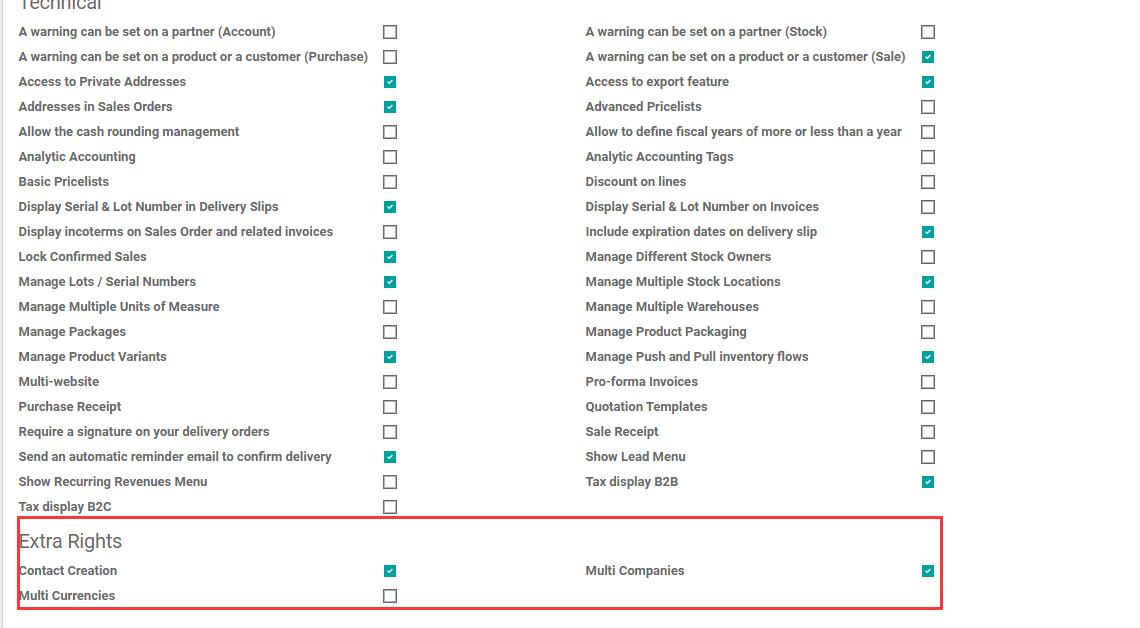 Technical
A warning can be set on a partner (Account)
A warning can be set on a partner (Stock)
A warning can be set on a product or a customer (Purchase)
A warning can be set on a product or a customer (Sale)
Access to Private Addresses
Access to export feature
Addresses in Sales Orders
Advanced Pricelists
Allow the cash rounding management
Allow to define fiscal years of more or less than a year
Analytic Accounting
Analytic Accounting Tags
Basic Pricelists
Discount on lines
Display Serial & Lot Number in Delivery Slips
Display Serial & Lot Number on Invoices
Display incoterms on Sales Order and related invoices
Include expiration dates on delivery slip
Lock Confirmed Sales
Manage Different Stock Owners
Manage Lots / Serial Numbers
Manage Multiple Stock Locations
Manage Multiple Units of Measure
Manage Multiple Warehouses
Manage Packages
Manage Product Packaging
Manage Product Variants
Manage Push and Pull inventory flows
Multi-website
Pro-forma Invoices
Purchase Receipt
Quotation Templates
Require a signature on your delivery orders
Sale Receipt
Send an automatic reminder email to confirm delivery
Show Lead Menu
Show Recurring Revenues Menu
Tax display B2B
Tax display B2C
Extra Rights
Contact Creation
Multi Companies
Multi Currencies